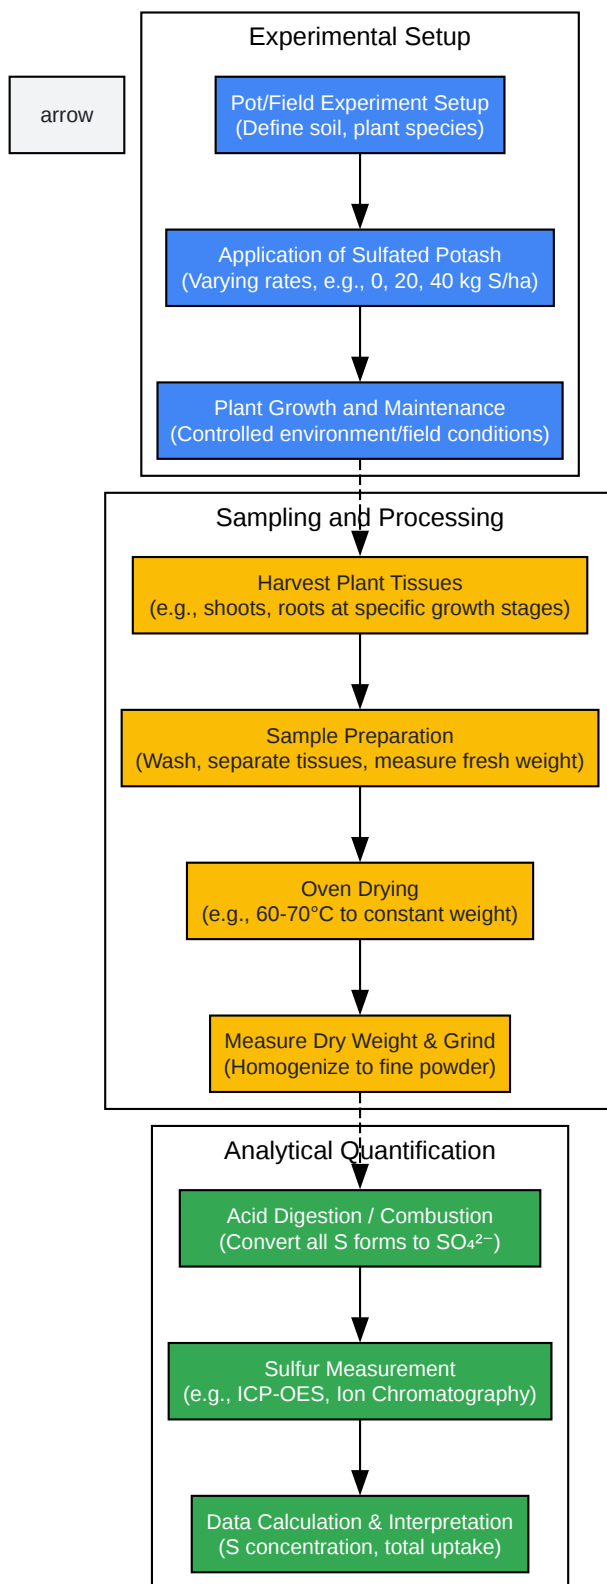 Experimental Setup
arrow
Pot/Field Experiment Setup
(Define soil, plant species)
Application of Sulfated Potash
(Varying rates, e.g., 0, 20, 40 kg S/ha)
Plant Growth and Maintenance
(Controlled environment/field conditions)
Sampling and Processing
Harvest Plant Tissues
(e.g., shoots, roots at specific growth stages)
Sample Preparation
(Wash, separate tissues, measure fresh weight)
Oven Drying
(e.g., 60-70°C to constant weight)
Measure Dry Weight & Grind
(Homogenize to fine powder)
Analytical Quantification
Acid Digestion / Combustion
(Convert all S forms to SO₄²⁻)
Sulfur Measurement
(e.g., ICP-OES, Ion Chromatography)
Data Calculation & Interpretation
(S concentration, total uptake)